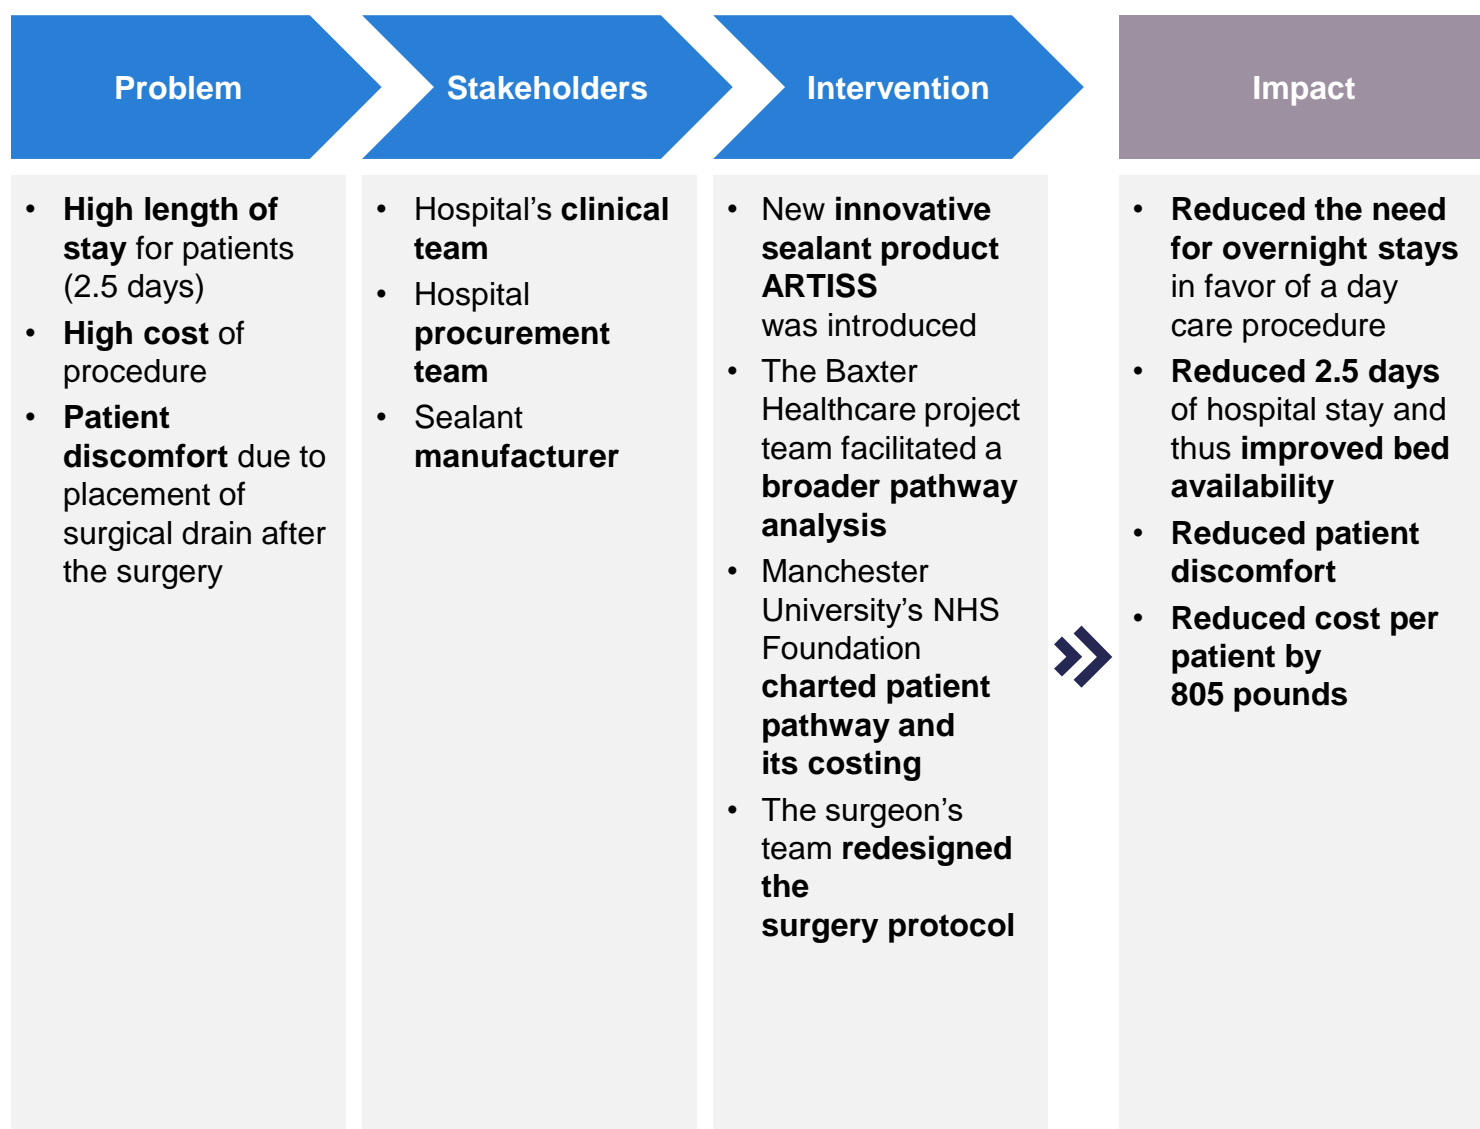 Problem
Stakeholders
Intervention
Impact
• High length of
stay for patients
(2.5 days)
• High cost of
procedure
• Patient
discomfort due to
placement of
surgical drain after
the surgery
• Hospital’s clinical
team
• Hospital
procurement
team
• Sealant
manufacturer
• New innovative
sealant product
ARTISS
was introduced
• The Baxter
Healthcare project
team facilitated a
broader pathway
analysis
• Manchester
University’s NHS
Foundation
charted patient
pathway and
its costing
• The surgeon’s
team redesigned
the
surgery protocol
• Reduced the need
for overnight stays
in favor of a day
care procedure
• Reduced 2.5 days
of hospital stay and
thus improved bed
availability
• Reduced patient
discomfort
• Reduced cost per
patient by
805 pounds